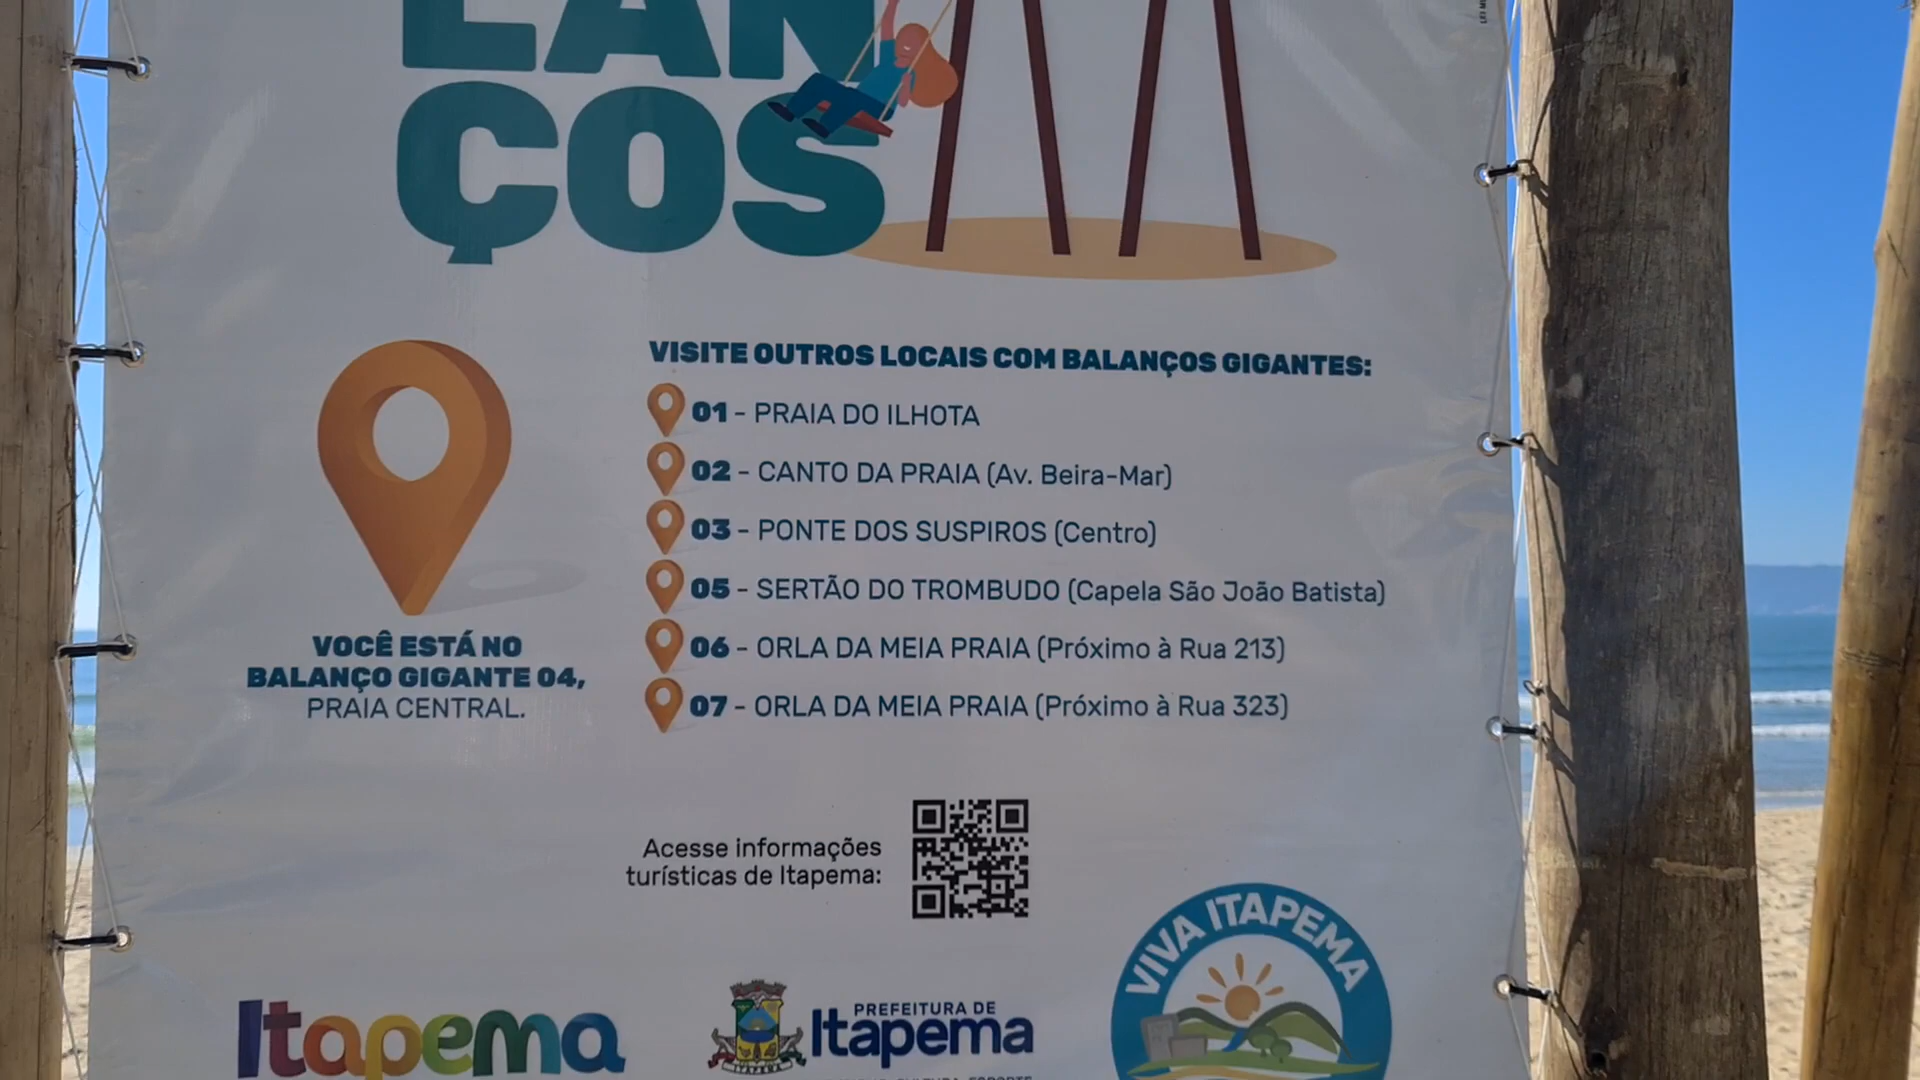 LAN
ÇOS
VISITE OUTROS LOCAIS COM BALANÇOS GIGANTES:
01 - PRAIA DO ILHOTA
02 - CANTO DA PRAIA (Av. Beira-Mar)
03 - PONTE DOS SUSPIROS (Centro)
05 - SERTÃO DO TROMBUDO (Capela São João Batista)
06 - ORLA DA MEIA PRAIA (Próximo à Rua 213)
07 - ORLA DA MEIA PRAIA (Próximo à Rua 323)
VOCÊ ESTÁ NO
BALANÇO GIGANTE 04,
PRAIA CENTRAL.
Acesse informações
turísticas de Itapema:
Itapema
PREFEITURA DE
Itapema
VIVA ITAPEMA